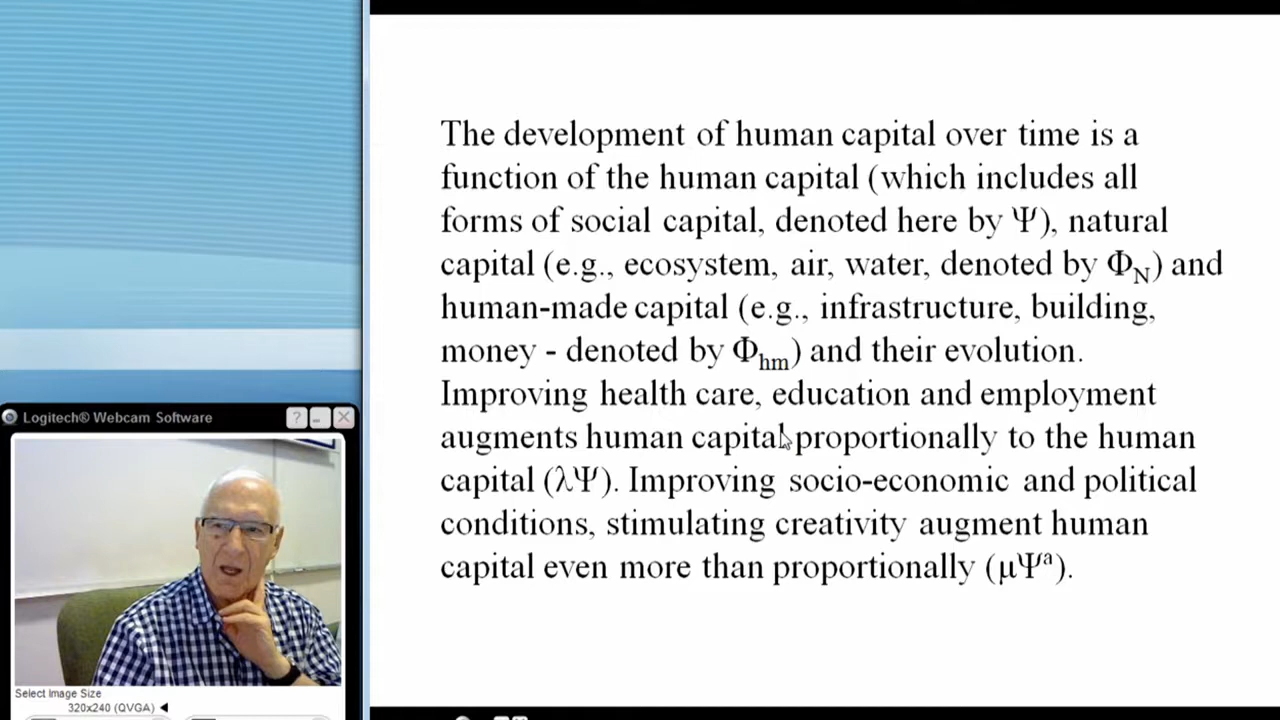 The development of human capital over time is a
function of the human capital (which includes all
forms of social capital, denoted here by Ψ), natural
capital (e.g., ecosystem, air, water, denoted by ΦN) and
human-made capital (e.g., infrastructure, building,
money - denoted by Φhm) and their evolution.
Improving health care, education and employment
augments human capital proportionally to the human
capital (λΨ). Improving socio-economic and political
conditions, stimulating creativity augment human
capital even more than proportionally (μΨa).
Logitech® Webcam Software
Select Image Size
320x240 (QVGA)